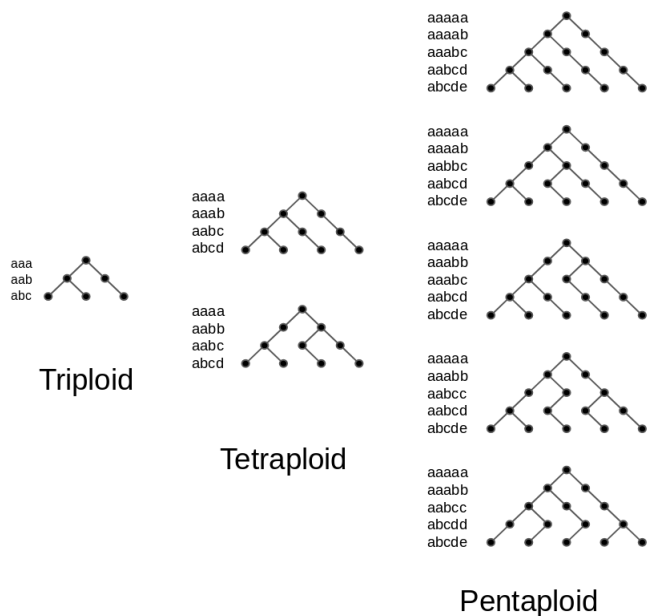 aaa
aab
abc
Triploid
aaaa
aaab
aabc
abcd
aaaa
aabb
aabc
abcd
Tetraploid
aaaaa
aaaab
aaabc
aabcd
abcde
aaaaa
aaaab
aabbc
aabcd
abcde
aaaaa
aaabb
aaabc
aabcd
abcde
aaaaa
aaabb
aabcc
aabcd
abcde
aaaaa
aaabb
aabcc
abcdd
abcde
Pentaploid